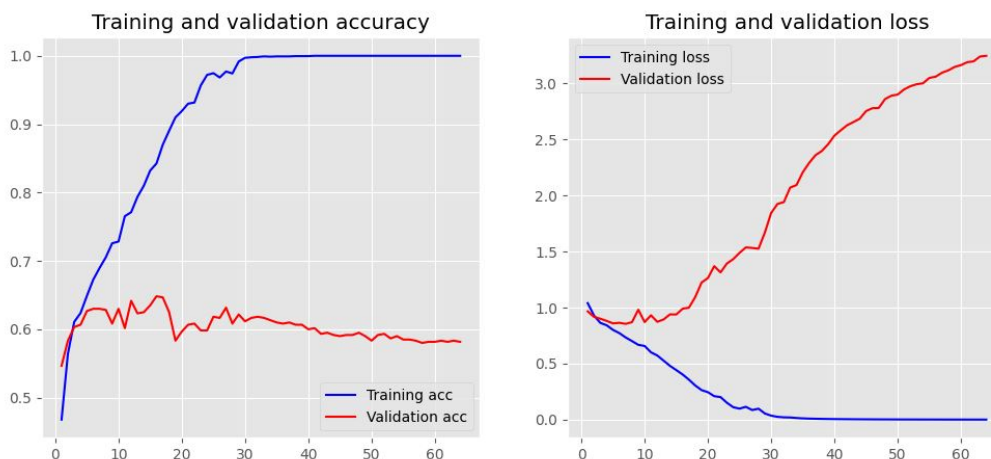 Training and validation accuracy
1.0
0.9
0.8
0.7
0.6
0.5
Training acc
Validation acc
0 10 20 30 40 50 60
Training and validation loss
Training loss
Validation loss
3.0
2.5
2.0
1.5
1.0
0.5
0.0
0 10 20 30 40 50 60